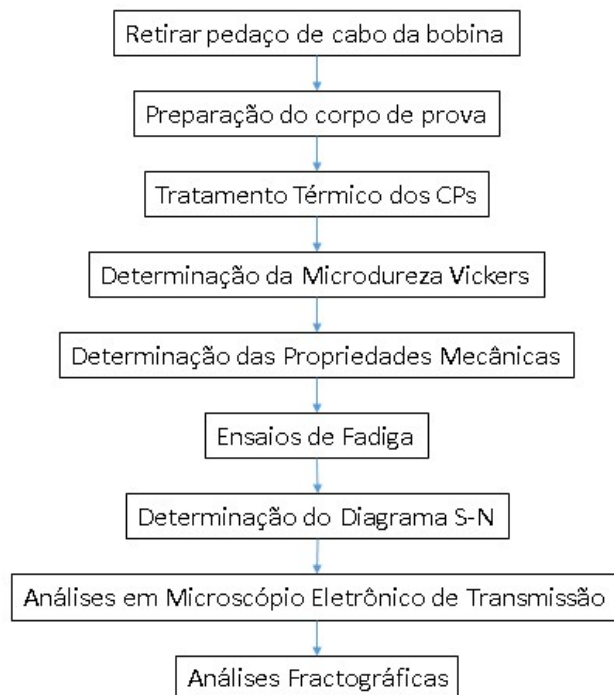 Retirar pedaço de cabo da bobina
Preparação do corpo de prova
Tratamento Térmico dos CPs
Determinação da Microdureza Vickers
Determinação das Propriedades Mecânicas
Ensaios de Fadiga
Determinação do Diagrama S-N
Análises em Microscópio Eletrônico de Transmissão
Análises Fractográficas